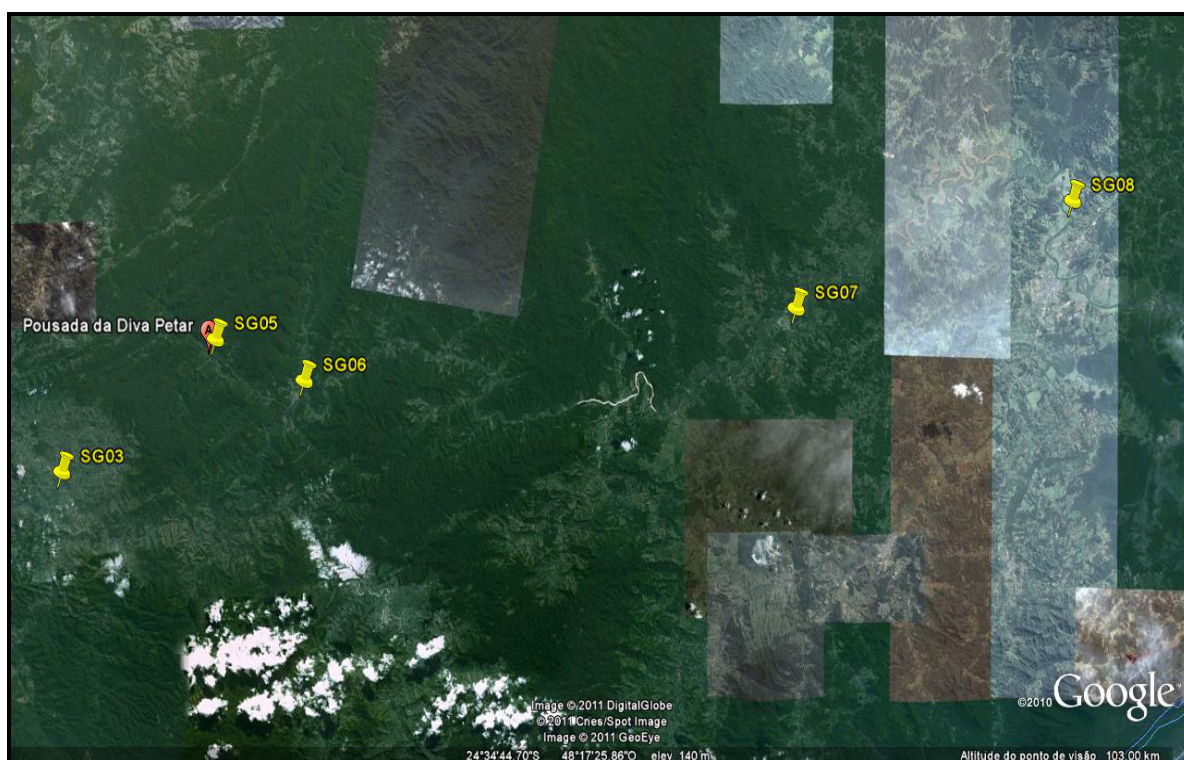 SG08
SG07
Pousada da Diva Petar
A
SG05
SG06
SG03
Image © 2011 DigitalGlobe
© 2011 Cnes/Spot Image
Image © 2011 GeoEye
©2010 Google
24°34'44.70"S 48°17'25.86"O elev 140 m
Altitude do ponto de visão 103.00 km